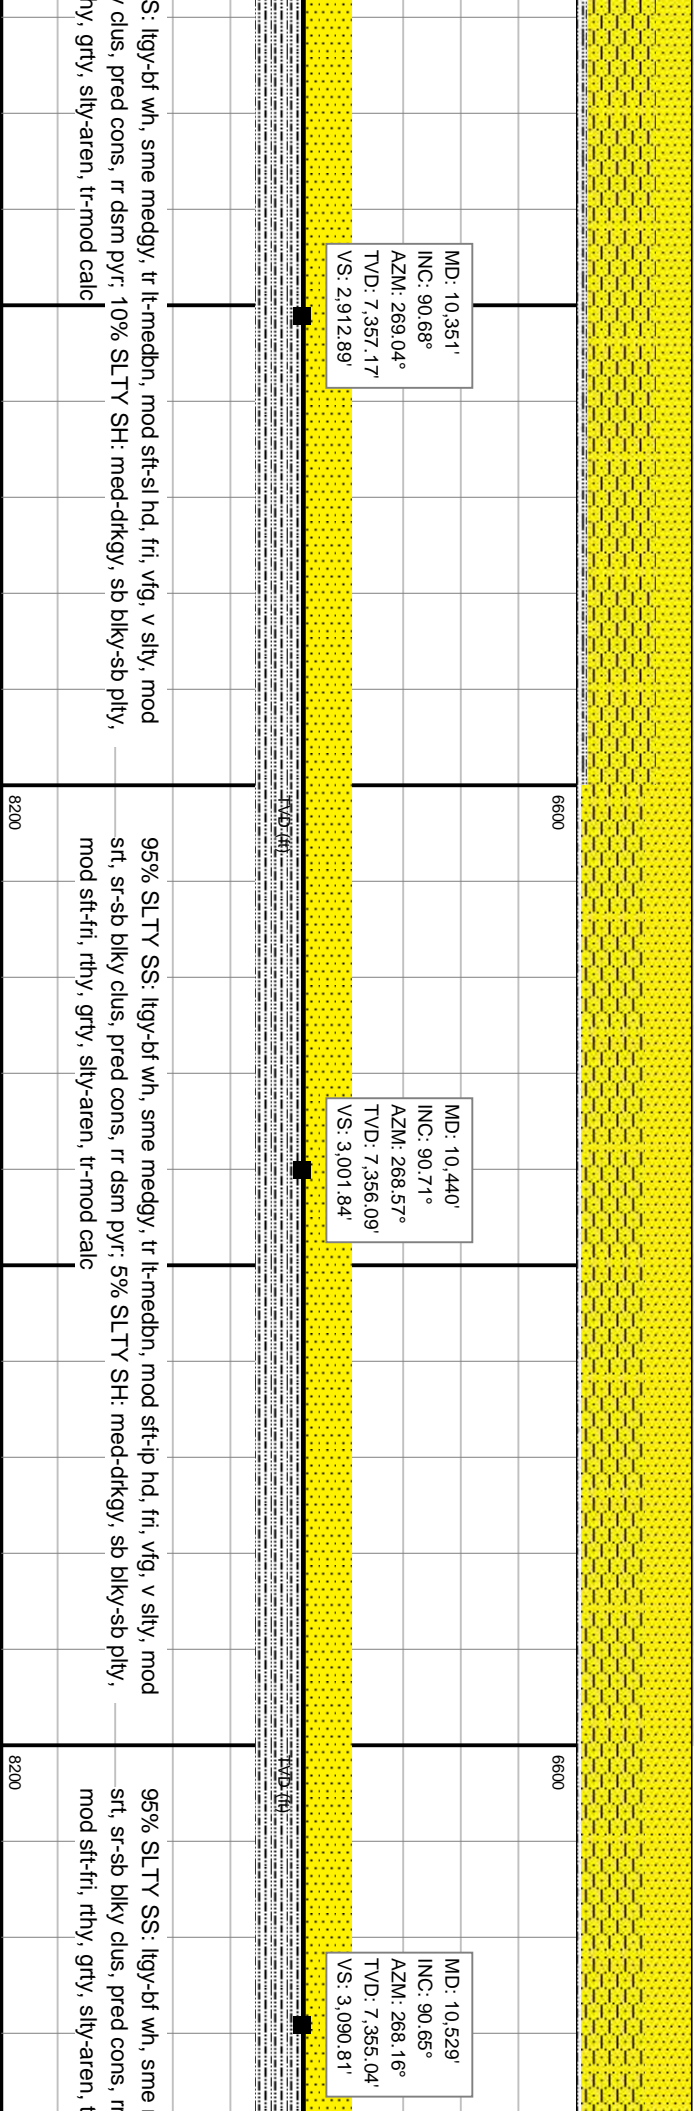 S: ltgy-bf wh, sme medgy, tr lt-medbn, mod sft-sl hd, fri, vfg, v slty, mod
clus, pred cons, rr dsm pyr; 10% SLTY SH: med-drkgy, sb blky-sb plty,
grty, slty-aren, tr-mod calc
MD: 10,351'
INC: 90.68°
AZM: 269.04°
TVD: 7,357.17'
VS: 2,912.89'
6600
TVD (ft)
8200
95% SLTY SS: ltgy-bf wh, sme medgy, tr lt-medbn, mod sft-ip hd, fri, vfg, v slty, mod
srt, sr-sb blky clus, pred cons, rr dsm pyr; 5% SLTY SH: med-drkgy, sb blky-sb plty,
mod sft-fri, rthy, grty, slty-aren, tr-mod calc
MD: 10,440'
INC: 90.71°
AZM: 268.57°
TVD: 7,356.09'
VS: 3,001.84'
6600
TVD (ft)
8200
95% SLTY SS: ltgy-bf wh, sme
srt, sr-sb blky clus, pred cons,
mod sft-fri, rthy, grty, slty-aren,
MD: 10,529'
INC: 90.65°
AZM: 268.16°
TVD: 7,355.04'
VS: 3,090.81'